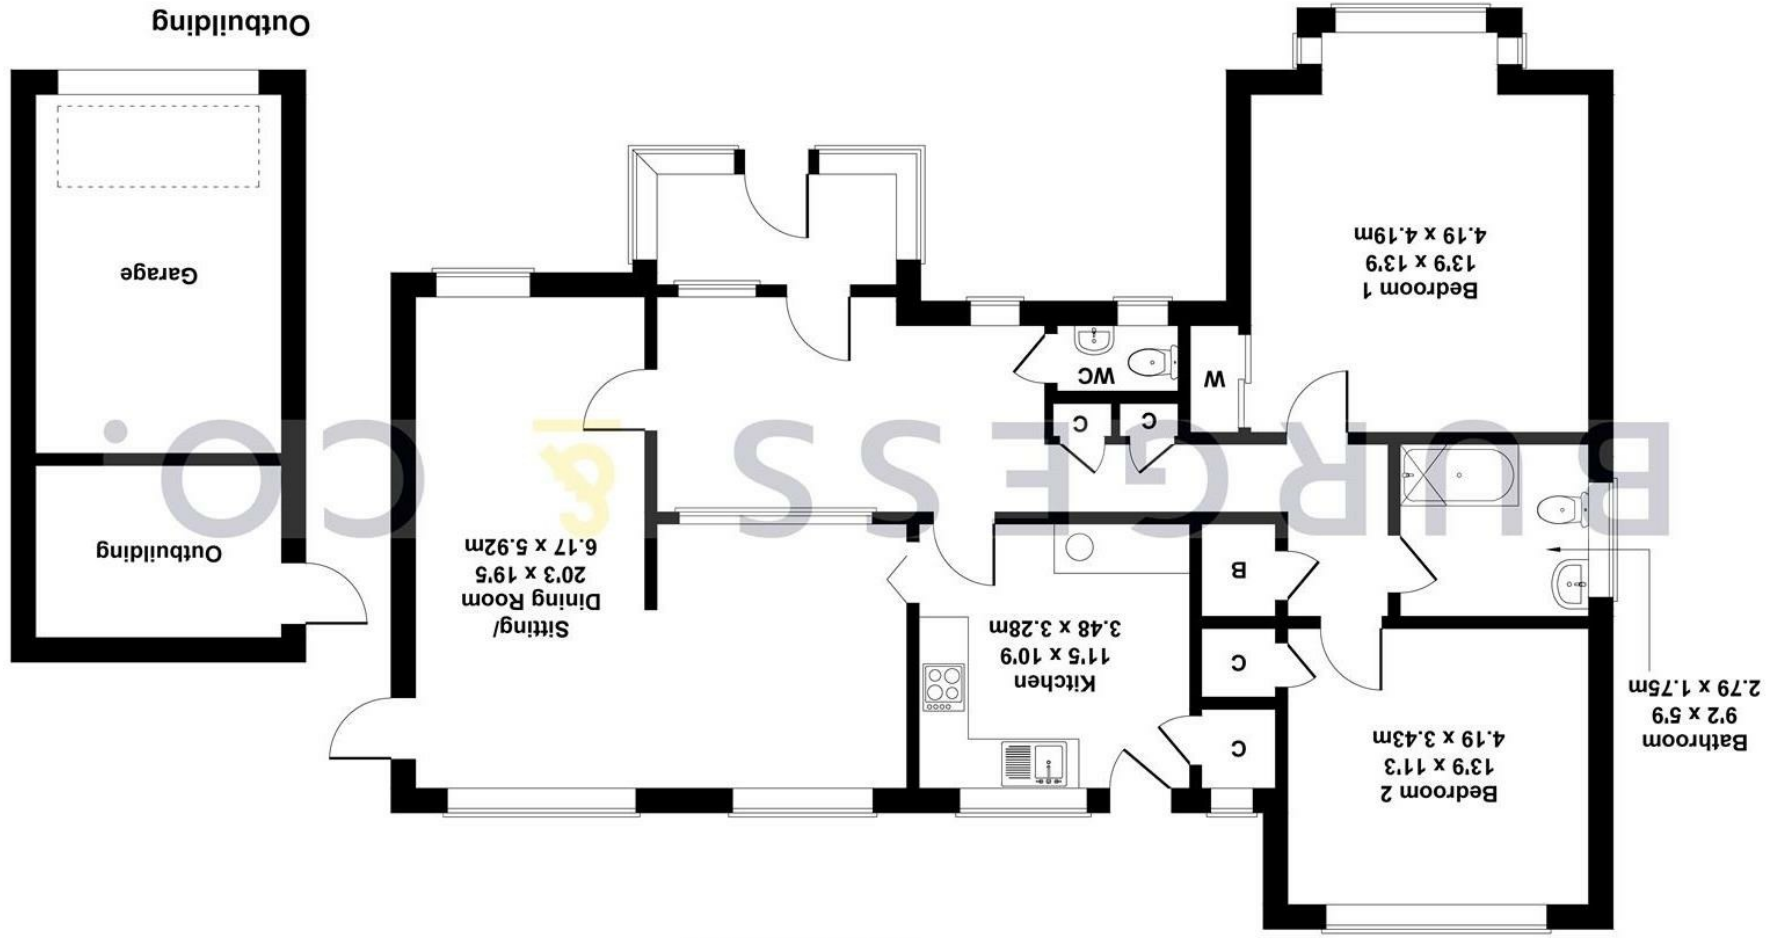 Bathroom
9'2 x 5'9
2.79 x 1.75m
Bedroom 2
13'9 x 11'3
4.19 x 3.43m
C
C
B
Kitchen
11'5 x 10'9
3.48 x 3.28m
Sitting/
Dining Room
20'3 x 19'5
6.17 x 5.92m
Outbuilding
BURGESS & CO.
C
C
W
WC
Bedroom 1
13'9 x 13'9
4.19 x 4.19m
Garage
Outbuilding